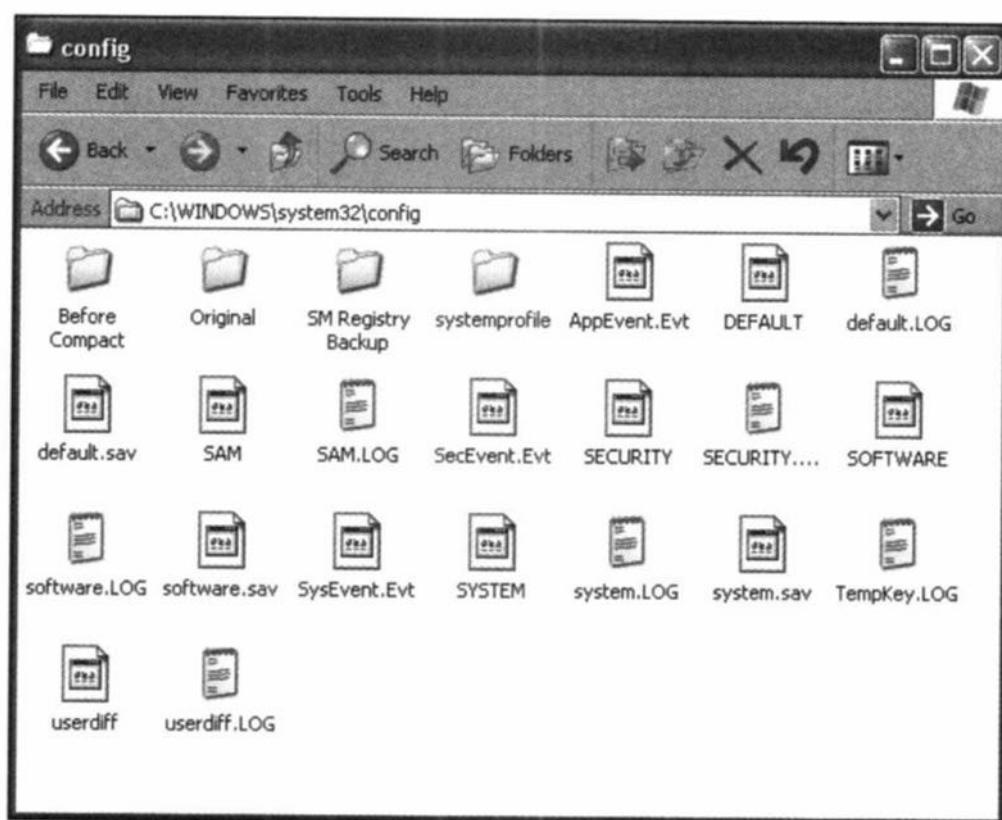 config
File Edit View Favorites Tools Help
Back Search Folders
Address C:\WINDOWS\system32\config Go
Before Compact Original SM Registry Backup systemprofile AppEvent.Evt DEFAULT default.LOG
default.sav SAM SAM.LOG SecEvent.Evt SECURITY SECURITY.... SOFTWARE
software.LOG software.sav SysEvent.Evt SYSTEM system.LOG system.sav TempKey.LOG
userdiff userdiff.LOG